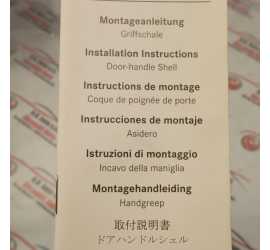 Montageanleitung
Griffschale
Installation Instructions
Door-handle Shell
Instructions de montage
Coque de poignée de porte
Instrucciones de montaje
Asidero
Istruzioni di montaggio
Incavo della maniglia
Montagehandleiding
Handgreep
取付説明書
ドアハンドルシェル